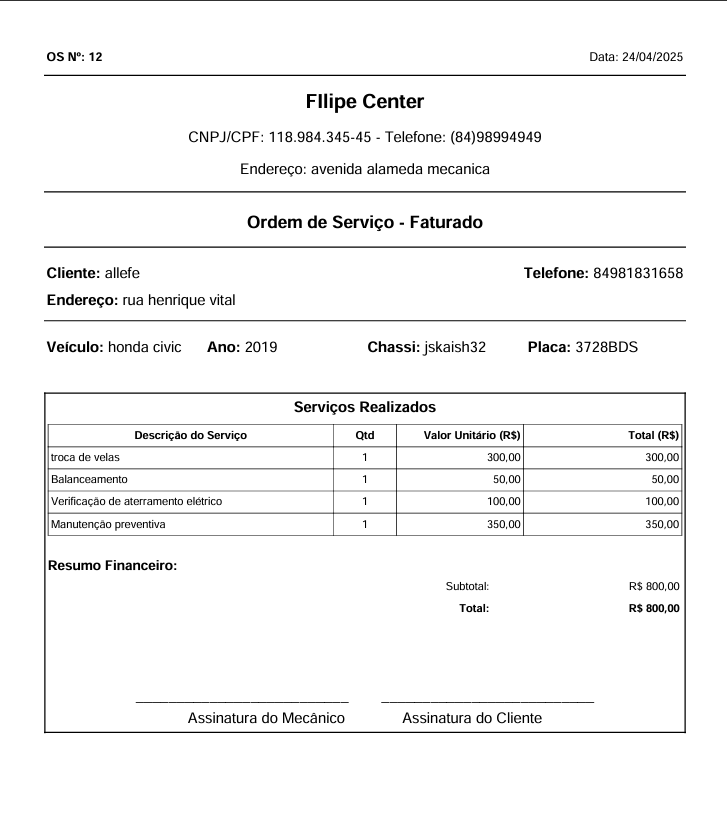 OS Nº: 12 Data: 24/04/2025
FIlipe Center
CNPJ/CPF: 118.984.345-45 - Telefone: (84)98994949
Endereço: avenida alameda mecanica
Ordem de Serviço - Faturado
Cliente: allefe Telefone: 84981831658
Endereço: rua henrique vital
Veículo: honda civic Ano: 2019 Chassi: jskaish32 Placa: 3728BDS
Serviços Realizados
Descrição do Serviço Qtd Valor Unitário (R$) Total (R$)
troca de velas 1 300,00 300,00
Balanceamento 1 50,00 50,00
Verificação de aterramento elétrico 1 100,00 100,00
Manutenção preventiva 1 350,00 350,00
Resumo Financeiro:
Subtotal: R$ 800,00
Total: R$ 800,00
Assinatura do Mecânico Assinatura do Cliente